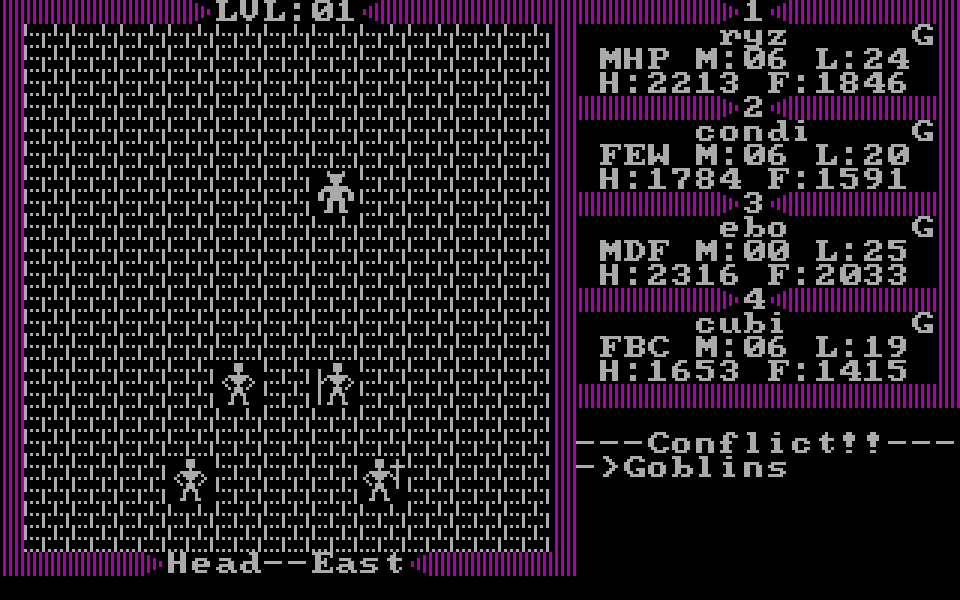 LVL:01
Head--East
1
ryz G
MHP M:06 L:24
H:2213 F:1846
2
condi G
FEW M:06 L:20
H:1784 F:1591
3
ebo G
MDF M:00 L:25
H:2316 F:2033
4
cubi G
FBC M:06 L:19
H:1653 F:1415
---Conflict!!---
->Goblins